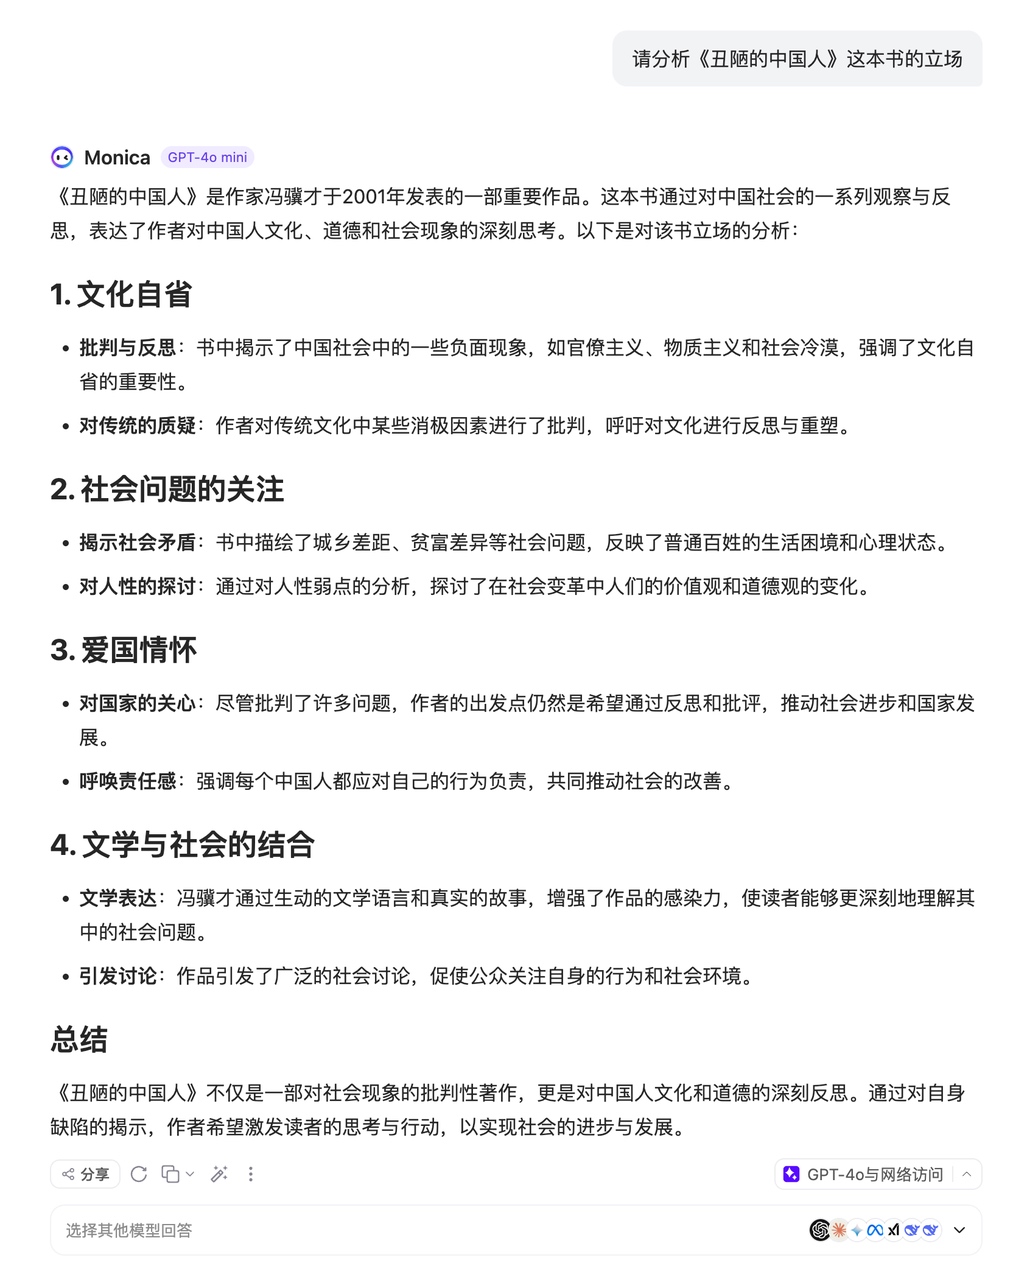 请分析《丑陋的中国人》这本书的立场
Monica GPT-4o mini
《丑陋的中国人》是作家冯骥才于2001年发表的一部重要作品。这本书通过对中国社会的一系列观察与反
思，表达了作者对中国人文化、道德和社会现象的深刻思考。以下是对该书立场的分析：
1. 文化自省
• 批判与反思：书中揭示了中国社会中的一些负面现象，如官僚主义、物质主义和社会冷漠，强调了文化自
省的重要性。
• 对传统的质疑：作者对传统文化中某些消极因素进行了批判，呼吁对文化进行反思与重塑。
2. 社会问题的关注
• 揭示社会矛盾：书中描绘了城乡差距、贫富差异等社会问题，反映了普通百姓的生活困境和心理状态。
• 对人性的探讨：通过对人性弱点的分析，探讨了在社会变革中人们的价值观和道德观的变化。
3. 爱国情怀
• 对国家的关心：尽管批判了许多问题，作者的出发点仍然是希望通过反思和批评，推动社会进步和国家发
展。
• 呼唤责任感：强调每个中国人都应对自己的行为负责，共同推动社会的改善。
4. 文学与社会的结合
• 文学表达：冯骥才通过生动的文学语言和真实的故事，增强了作品的感染力，使读者能够更深刻地理解其
中的社会问题。
• 引发讨论：作品引发了广泛的社会讨论，促使公众关注自身的行为和社会环境。
总结
《丑陋的中国人》不仅是一部对社会现象的批判性著作，更是对中国人文化和道德的深刻反思。通过对自身
缺陷的揭示，作者希望激发读者的思考与行动，以实现社会的进步与发展。
分享 GPT-4o与网络访问
选择其他模型回答